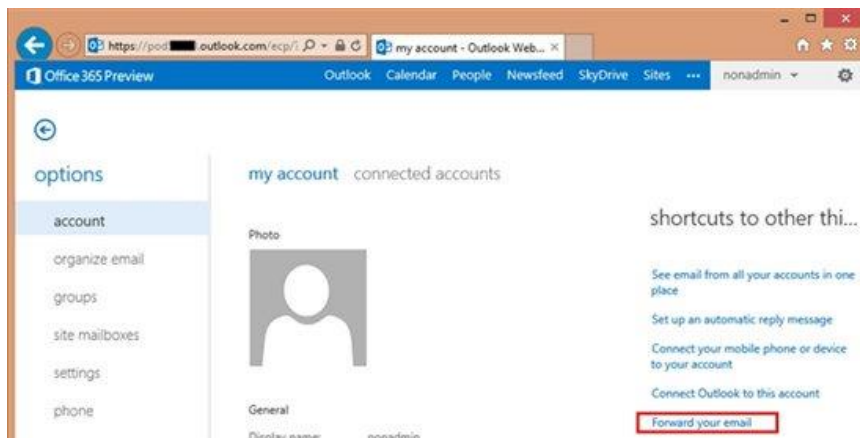 https://pod .outlook.com/ecp/
my account - Outlook Web...
Office 365 Preview
Outlook Calendar People Newsfeed SkyDrive Sites ... nonadmin
options
my account connected accounts
account
organize email
groups
site mailboxes
settings
phone
Photo
General
Display name: nonadmin
shortcuts to other thi...
See email from all your accounts in one
place
Set up an automatic reply message
Connect your mobile phone or device
to your account
Connect Outlook to this account
Forward your email